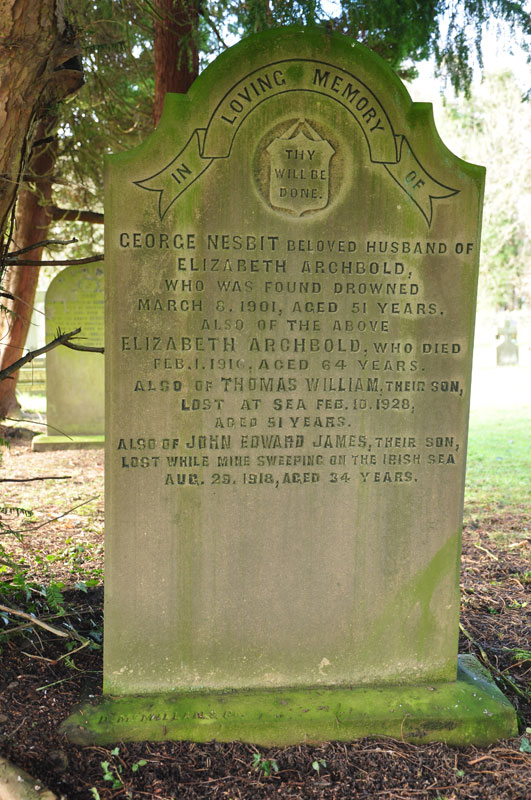 IN LOVING MEMORY OF
THY
WILL BE
DONE.
GEORGE NESBIT BELOVED HUSBAND OF
ELIZABETH ARCHBOLD,
WHO WAS FOUND DROWNED
MARCH 8, 1901, AGED 51 YEARS.
ALSO OF THE ABOVE
ELIZABETH ARCHBOLD, WHO DIED
FEB. 1. 1916, AGED 64 YEARS.
ALSO OF THOMAS WILLIAM, THEIR SON,
LOST AT SEA FEB. 10. 1928,
AGED 51 YEARS.
ALSO OF JOHN EDWARD JAMES, THEIR SON,
LOST WHILE MINE SWEEPING ON THE IRISH SEA
AUG. 29. 1918, AGED 34 YEARS.